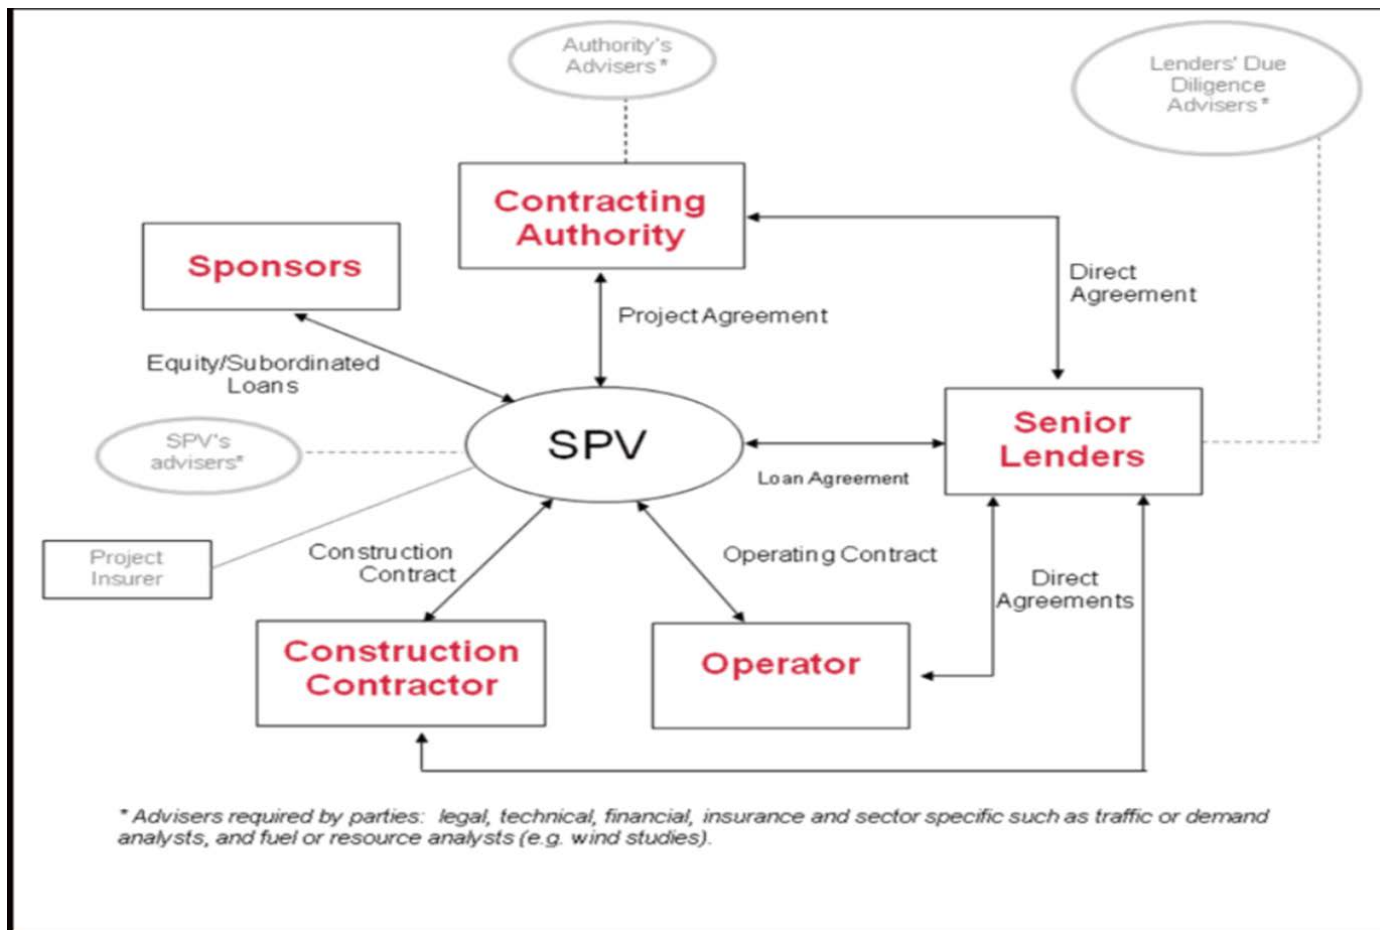 Authority's
Advisers*
Lenders' Due
Diligence
Advisers*
Contracting
Authority
Sponsors
Direct
Agreement
Project Agreement
Equity/Subordinated
Loans
SPV
Senior
Lenders
SPV's
advisers*
Loan Agreement
Project
Insurer
Construction
Contract
Operating Contract
Direct
Agreements
Construction
Contractor
Operator
* Advisers required by parties: legal, technical, financial, insurance and sector specific such as traffic or demand
analysts, and fuel or resource analysts (e.g. wind studies).